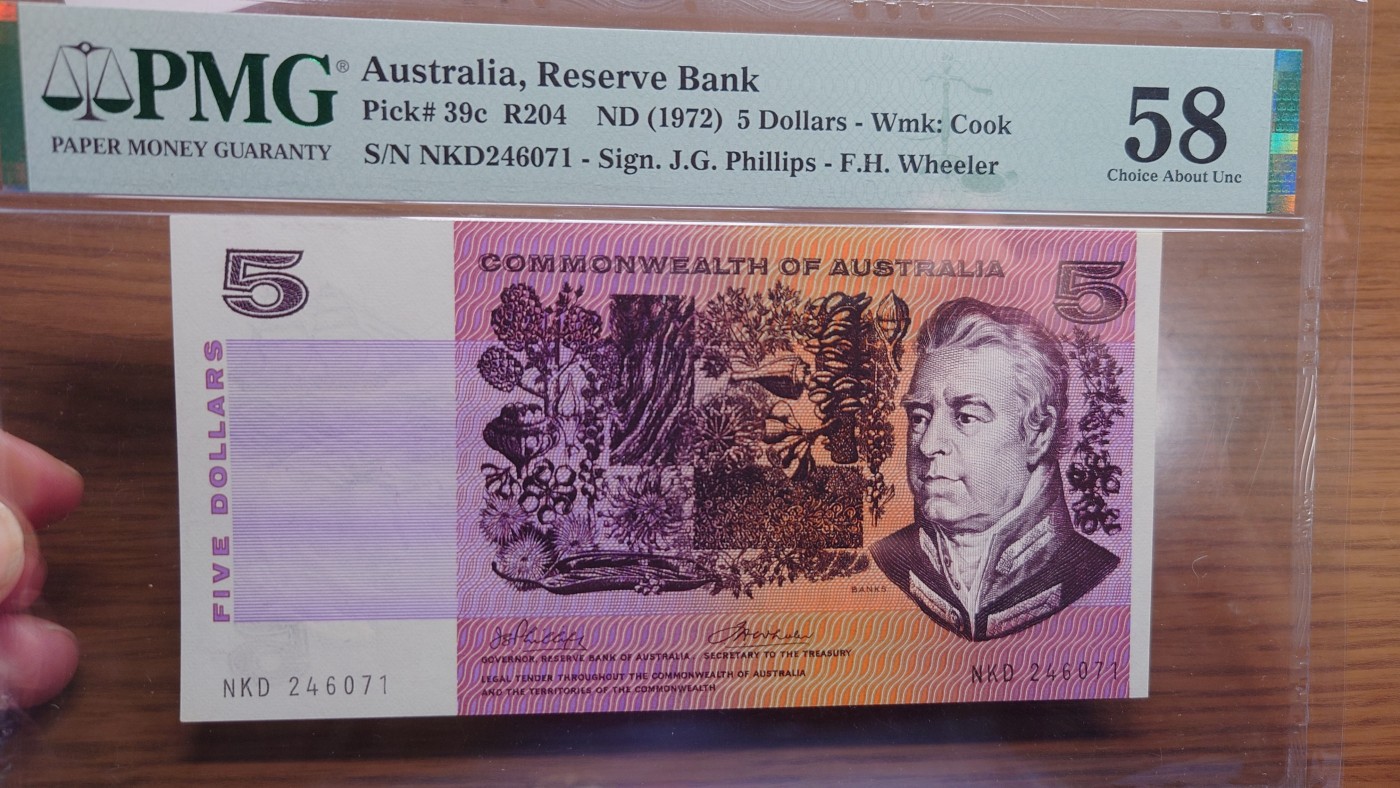 PMG®
PAPER MONEY GUARANTY
Australia, Reserve Bank
Pick# 39c R204 ND (1972) 5 Dollars - Wmk: Cook
S/N NKD246071 - Sign. J.G. Phillips - F.H. Wheeler
58
Choice About Unc
5
COMMONWEALTH OF AUSTRALIA
5
FIVE DOLLARS
BANKS
GOVERNOR, RESERVE BANK OF AUSTRALIA. SECRETARY TO THE TREASURY
LEGAL TENDER THROUGHOUT THE COMMONWEALTH OF AUSTRALIA
AND THE TERRITORIES OF THE COMMONWEALTH
NKD 246071
NKD 246071